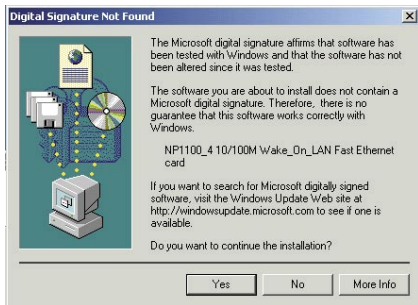 Digital Signature Not Found
The Microsoft digital signature affirms that software has
been tested with Windows and that the software has not
been altered since it was tested.
The software you are about to install does not contain a
Microsoft digital signature. Therefore, there is no
guarantee that this software works correctly with
Windows.
NP1100_4 10/100M Wake_On_LAN Fast Ethernet
card
If you want to search for Microsoft digitally signed
software, visit the Windows Update Web site at
http://windowsupdate.microsoft.com to see if one is
available.
Do you want to continue the installation?
Yes No More Info